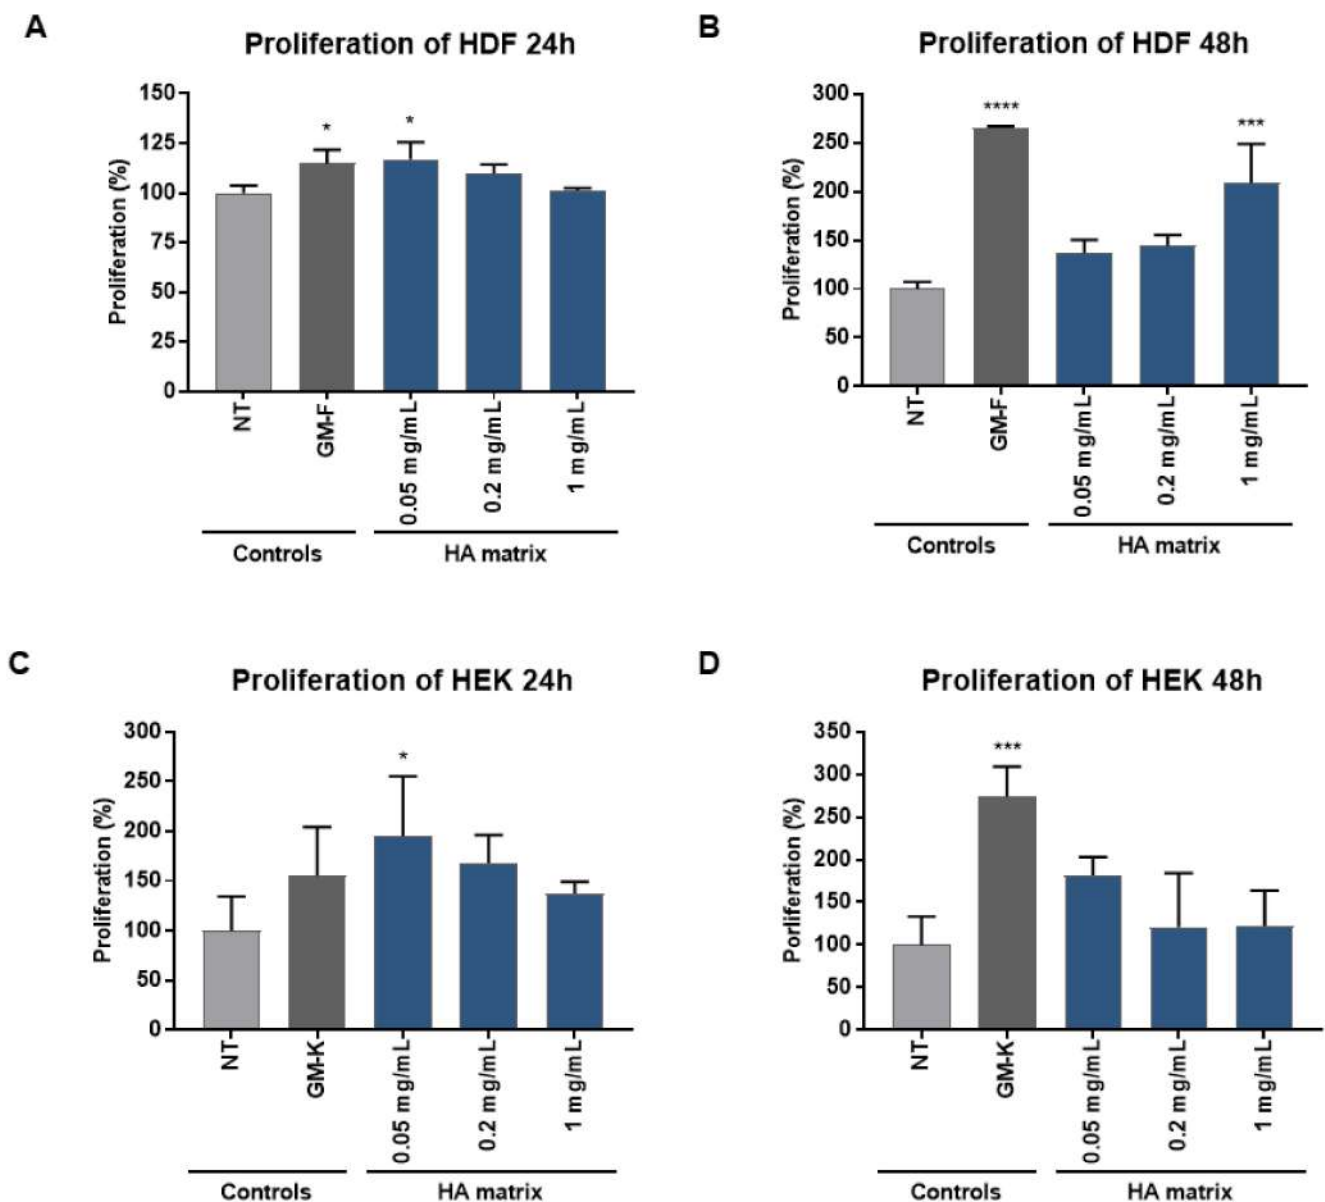 A
Proliferation of HDF 24h
Proliferation (%)
150
125
100
75
50
25
0
*
*
NT
GM-F
0.05 mg/mL
0.2 mg/mL
1 mg/mL
Controls
HA matrix
B
Proliferation of HDF 48h
Proliferation (%)
300
250
200
150
100
50
0
****
***
NT
GM-F
0.05 mg/mL
0.2 mg/mL
1 mg/mL
Controls
HA matrix
C
Proliferation of HEK 24h
Proliferation (%)
300
250
200
150
100
50
0
*
NT
GM-K
0.05 mg/mL
0.2 mg/mL
1 mg/mL
Controls
HA matrix
D
Proliferation of HEK 48h
Porliferation (%)
350
300
250
200
150
100
50
0
***
NT
GM-K
0.05 mg/mL
0.2 mg/mL
1 mg/mL
Controls
HA matrix